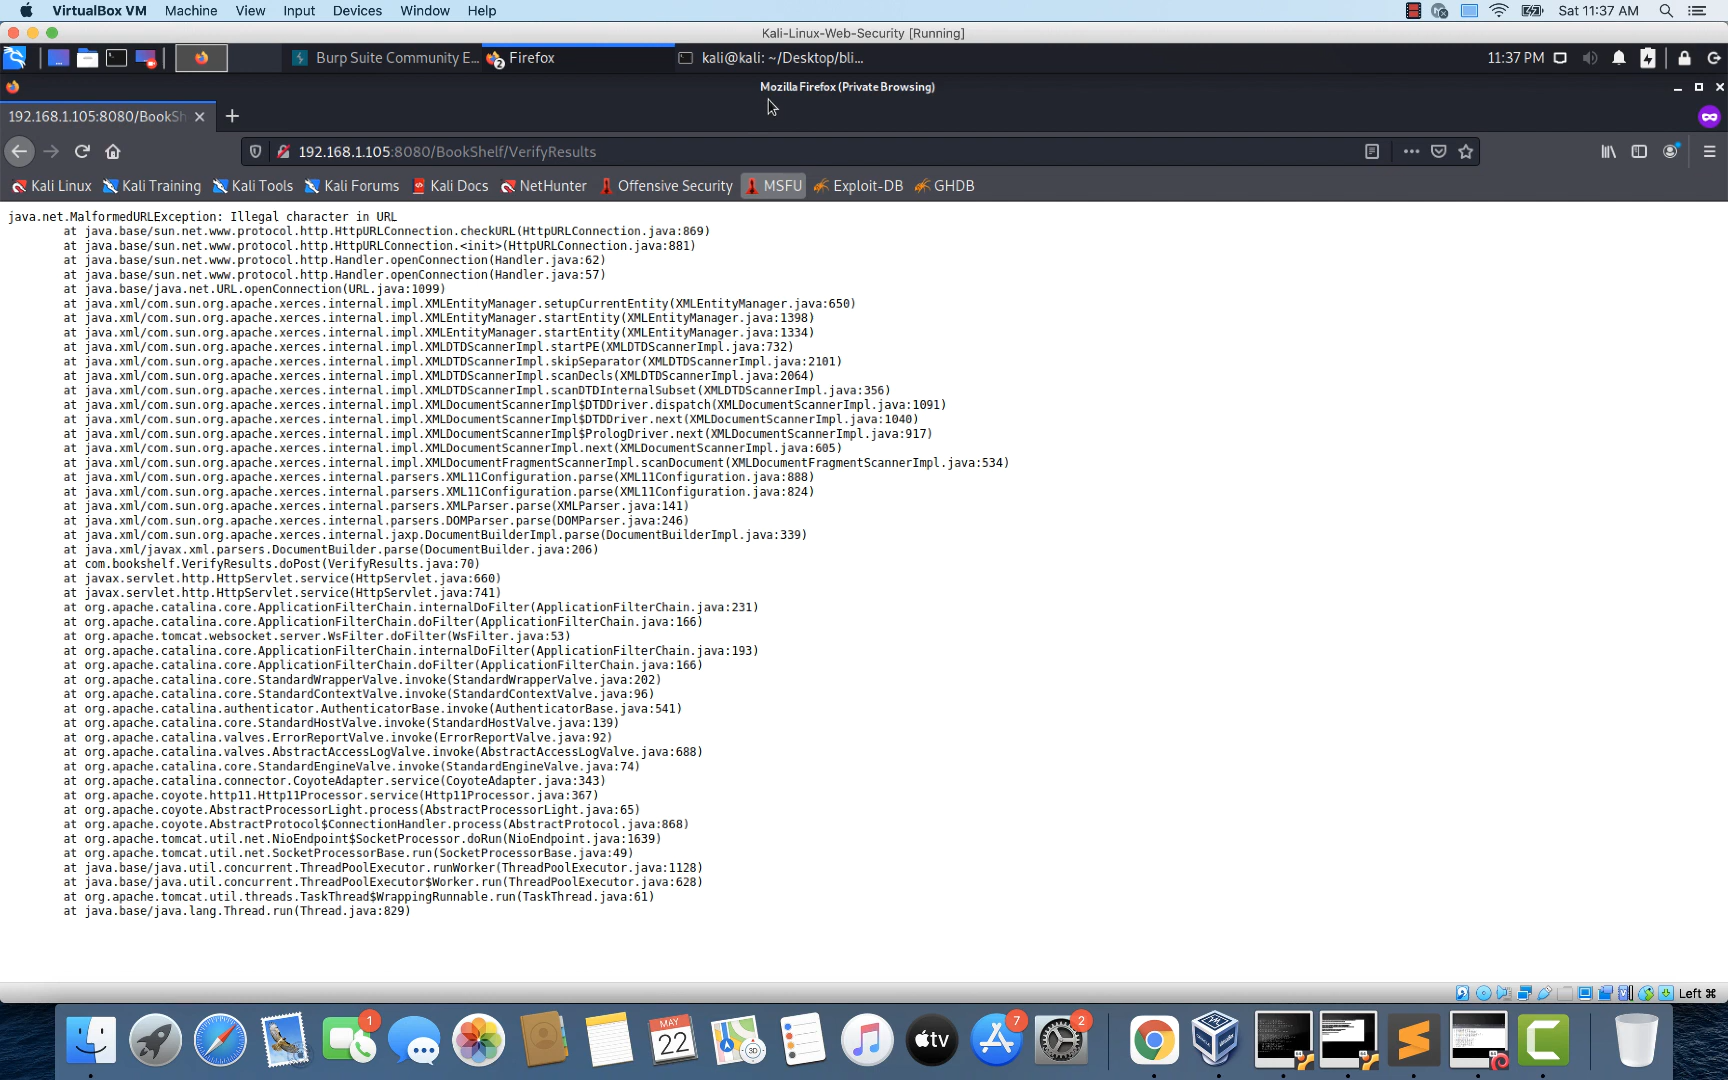 VirtualBox VM Machine View Input Devices Window Help Sat 11:37 AM
Kali-Linux-Web-Security [Running]
Burp Suite Community E... Firefox kali@kali: ~/Desktop/bli... 11:37 PM
Mozilla Firefox (Private Browsing)
192.168.1.105:8080/BookSh
192.168.1.105:8080/BookShelf/VerifyResults
Kali Linux Kali Training Kali Tools Kali Forums Kali Docs NetHunter Offensive Security MSFU Exploit-DB GHDB
java.net.MalformedURLException: Illegal character in URL
at java.base/sun.net.www.protocol.http.HttpURLConnection.checkURL(HttpURLConnection.java:869)
at java.base/sun.net.www.protocol.http.HttpURLConnection.<init>(HttpURLConnection.java:881)
at java.base/sun.net.www.protocol.http.Handler.openConnection(Handler.java:62)
at java.base/sun.net.www.protocol.http.Handler.openConnection(Handler.java:57)
at java.base/java.net.URL.openConnection(URL.java:1099)
at java.xml/com.sun.org.apache.xerces.internal.impl.XMLEntityManager.setupCurrentEntity(XMLEntityManager.java:650)
at java.xml/com.sun.org.apache.xerces.internal.impl.XMLEntityManager.startEntity(XMLEntityManager.java:1398)
at java.xml/com.sun.org.apache.xerces.internal.impl.XMLEntityManager.startEntity(XMLEntityManager.java:1334)
at java.xml/com.sun.org.apache.xerces.internal.impl.XMLDTDScannerImpl.startPE(XMLDTDScannerImpl.java:732)
at java.xml/com.sun.org.apache.xerces.internal.impl.XMLDTDScannerImpl.skipSeparator(XMLDTDScannerImpl.java:2101)
at java.xml/com.sun.org.apache.xerces.internal.impl.XMLDTDScannerImpl.scanDecls(XMLDTDScannerImpl.java:2064)
at java.xml/com.sun.org.apache.xerces.internal.impl.XMLDTDScannerImpl.scanDTDInternalSubset(XMLDTDScannerImpl.java:356)
at java.xml/com.sun.org.apache.xerces.internal.impl.XMLDocumentScannerImpl$DTDDriver.dispatch(XMLDocumentScannerImpl.java:1091)
at java.xml/com.sun.org.apache.xerces.internal.impl.XMLDocumentScannerImpl$DTDDriver.next(XMLDocumentScannerImpl.java:1040)
at java.xml/com.sun.org.apache.xerces.internal.impl.XMLDocumentScannerImpl$PrologDriver.next(XMLDocumentScannerImpl.java:917)
at java.xml/com.sun.org.apache.xerces.internal.impl.XMLDocumentScannerImpl.next(XMLDocumentScannerImpl.java:605)
at java.xml/com.sun.org.apache.xerces.internal.impl.XMLDocumentFragmentScannerImpl.scanDocument(XMLDocumentFragmentScannerImpl.java:534)
at java.xml/com.sun.org.apache.xerces.internal.parsers.XML11Configuration.parse(XML11Configuration.java:888)
at java.xml/com.sun.org.apache.xerces.internal.parsers.XML11Configuration.parse(XML11Configuration.java:824)
at java.xml/com.sun.org.apache.xerces.internal.parsers.XMLParser.parse(XMLParser.java:141)
at java.xml/com.sun.org.apache.xerces.internal.parsers.DOMParser.parse(DOMParser.java:246)
at java.xml/com.sun.org.apache.xerces.internal.jaxp.DocumentBuilderImpl.parse(DocumentBuilderImpl.java:339)
at java.xml/javax.xml.parsers.DocumentBuilder.parse(DocumentBuilder.java:206)
at com.bookshelf.VerifyResults.doPost(VerifyResults.java:70)
at javax.servlet.http.HttpServlet.service(HttpServlet.java:660)
at javax.servlet.http.HttpServlet.service(HttpServlet.java:741)
at org.apache.catalina.core.ApplicationFilterChain.internalDoFilter(ApplicationFilterChain.java:231)
at org.apache.catalina.core.ApplicationFilterChain.doFilter(ApplicationFilterChain.java:166)
at org.apache.tomcat.websocket.server.WsFilter.doFilter(WsFilter.java:53)
at org.apache.catalina.core.ApplicationFilterChain.internalDoFilter(ApplicationFilterChain.java:193)
at org.apache.catalina.core.ApplicationFilterChain.doFilter(ApplicationFilterChain.java:166)
at org.apache.catalina.core.StandardWrapperValve.invoke(StandardWrapperValve.java:202)
at org.apache.catalina.core.StandardContextValve.invoke(StandardContextValve.java:96)
at org.apache.catalina.authenticator.AuthenticatorBase.invoke(AuthenticatorBase.java:541)
at org.apache.catalina.core.StandardHostValve.invoke(StandardHostValve.java:139)
at org.apache.catalina.valves.ErrorReportValve.invoke(ErrorReportValve.java:92)
at org.apache.catalina.valves.AbstractAccessLogValve.invoke(AbstractAccessLogValve.java:688)
at org.apache.catalina.core.StandardEngineValve.invoke(StandardEngineValve.java:74)
at org.apache.catalina.connector.CoyoteAdapter.service(CoyoteAdapter.java:343)
at org.apache.coyote.http11.Http11Processor.service(Http11Processor.java:367)
at org.apache.coyote.AbstractProcessorLight.process(AbstractProcessorLight.java:65)
at org.apache.coyote.AbstractProtocol$ConnectionHandler.process(AbstractProtocol.java:868)
at org.apache.tomcat.util.net.NioEndpoint$SocketProcessor.doRun(NioEndpoint.java:1639)
at org.apache.tomcat.util.net.SocketProcessorBase.run(SocketProcessorBase.java:49)
at java.base/java.util.concurrent.ThreadPoolExecutor.runWorker(ThreadPoolExecutor.java:1128)
at java.base/java.util.concurrent.ThreadPoolExecutor$Worker.run(ThreadPoolExecutor.java:628)
at org.apache.tomcat.util.threads.TaskThread$WrappingRunnable.run(TaskThread.java:61)
at java.base/java.lang.Thread.run(Thread.java:829)
Left ⌘
1 MAY 22 3D tv 7 2